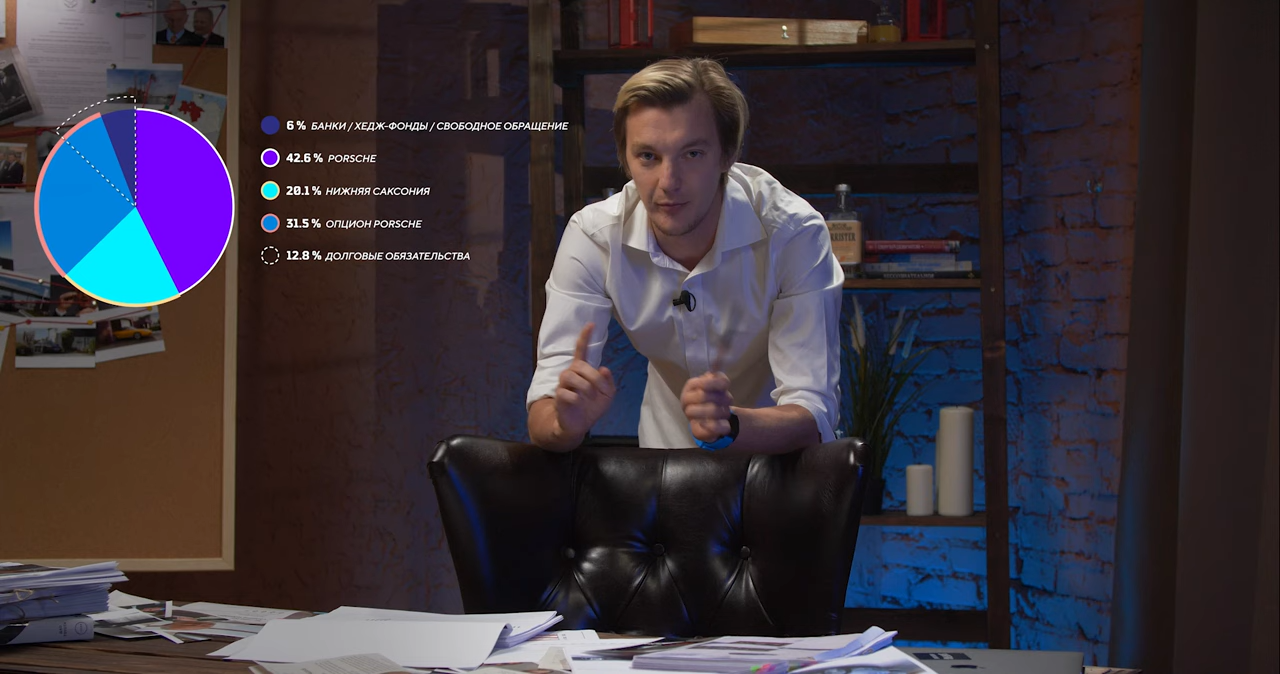 6 % БАНКИ / ХЕДЖ-ФОНДЫ / СВОБОДНОЕ ОБРАЩЕНИЕ
42.6 % PORSCHE
20.1 % НИЖНЯЯ САКСОНИЯ
31.5 % ОПЦИОН PORSCHE
12.8 % ДОЛГОВЫЕ ОБЯЗАТЕЛЬСТВА